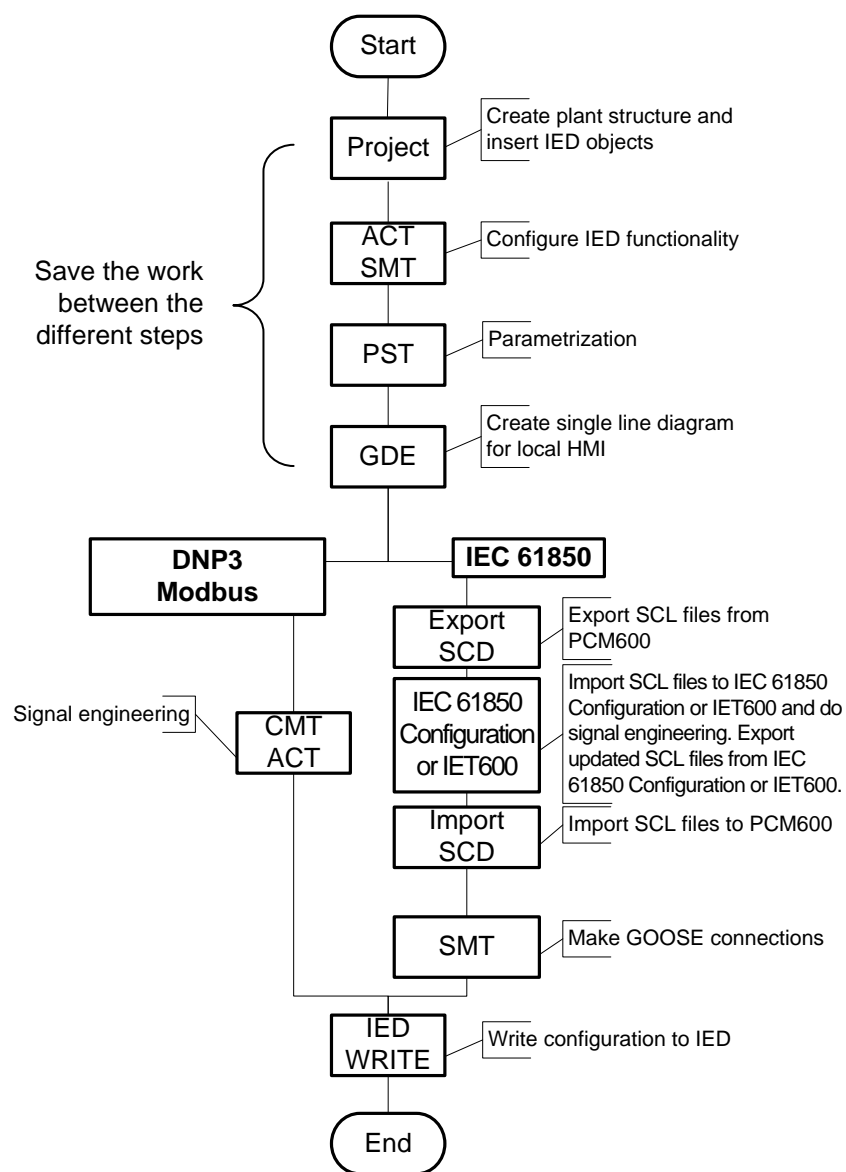 Start
Project
Create plant structure and
insert IED objects
ACT
SMT
Configure IED functionality
Save the work
between the
different steps
PST
Parametrization
GDE
Create single line diagram
for local HMI
DNP3
Modbus
IEC 61850
Export
SCD
Export SCL files from
PCM600
Signal engineering
CMT
ACT
IEC 61850
Configuration
or IET600
Import SCL files to IEC 61850
Configuration or IET600 and do
signal engineering. Export
updated SCL files from IEC
61850 Configuration or IET600.
Import
SCD
Import SCL files to PCM600
SMT
Make GOOSE connections
IED
WRITE
Write configuration to IED
End